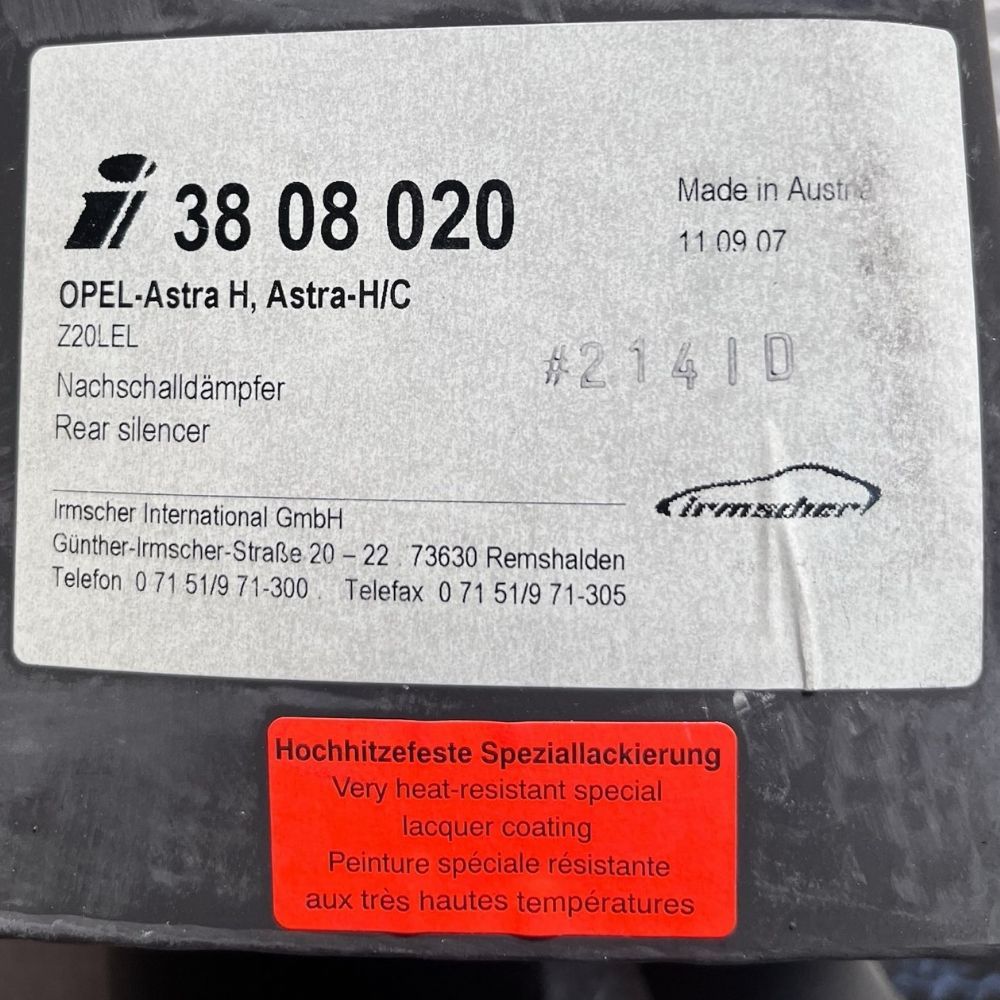 i 38 08 020
Made in Austria
11 09 07
OPEL-Astra H, Astra-H/C
Z20LEL
#214ID
Nachschalldämpfer
Rear silencer
irmscher
Irmscher International GmbH
Günther-Irmscher-Straße 20 – 22 . 73630 Remshalden
Telefon 0 71 51/9 71-300 . Telefax 0 71 51/9 71-305
Hochhitzefeste Speziallackierung
Very heat-resistant special
lacquer coating
Peinture spéciale résistante
aux très hautes températures